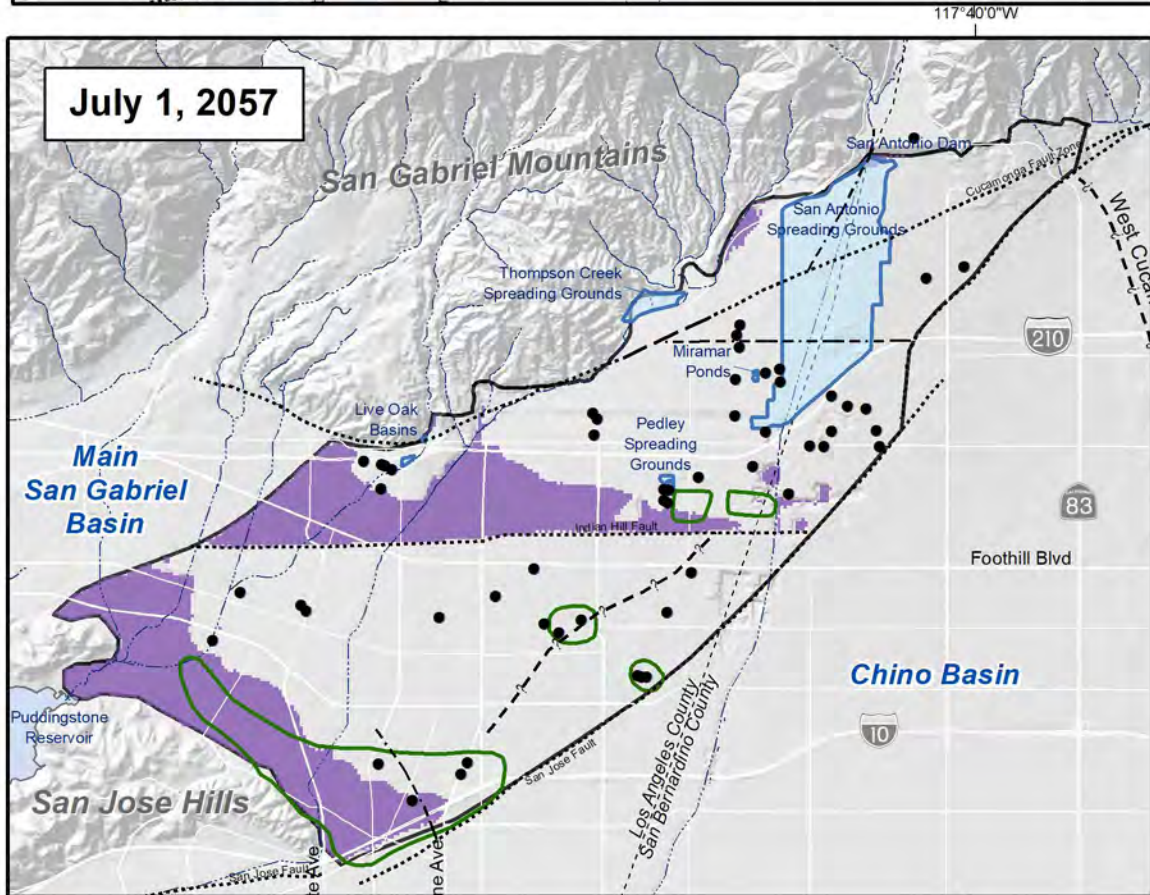 117°40'0"W
July 1, 2057
San Gabriel Mountains
San Antonio Dam
Cucamonga Fault Zone
San Antonio
Spreading Grounds
West Cucam
Thompson Creek
Spreading Grounds
210
Miramar
Ponds
Live Oak
Basins
Pedley
Spreading
Grounds
Main
San Gabriel
Basin
83
Indian Hill Fault
Foothill Blvd
?
?
?
?
?
Chino Basin
Puddingstone
Reservoir
Los Angeles County
San Bernardino County
10
San Jose Fault
San Jose Hills
San Jose Fault
te Ave
ne Ave